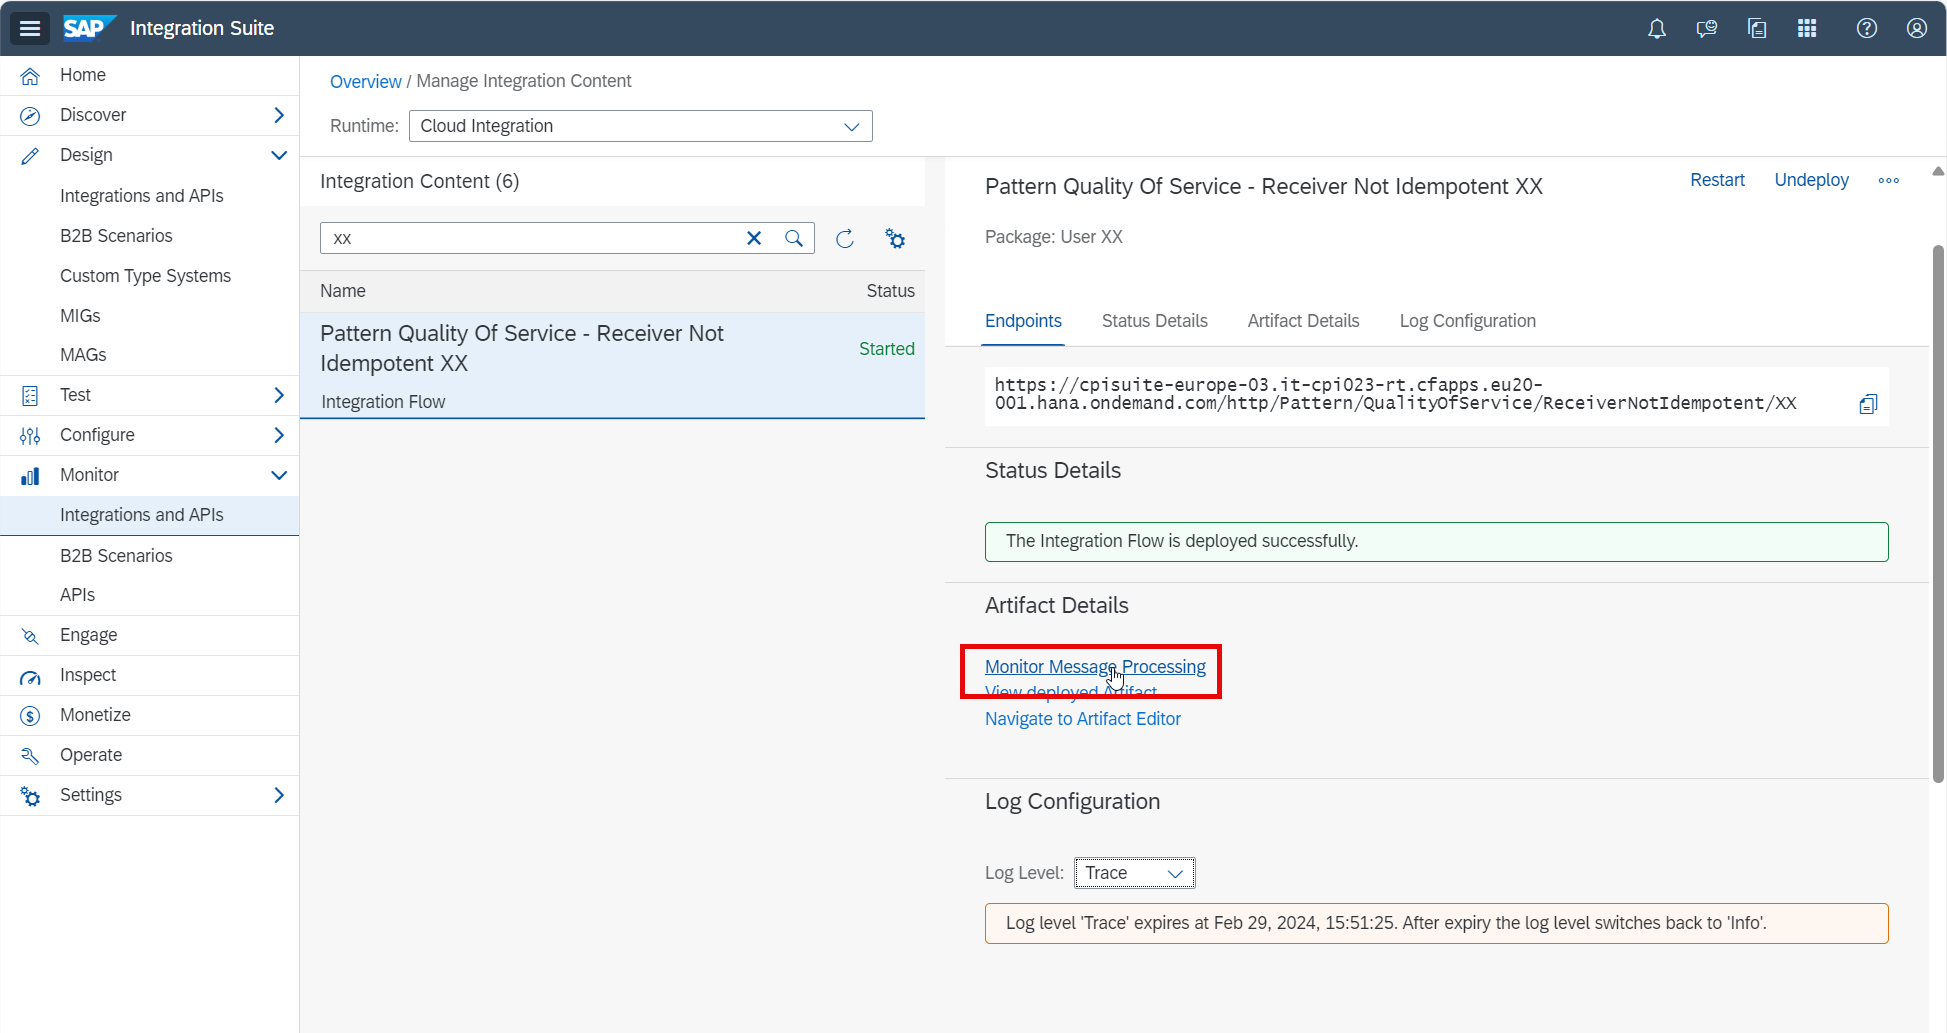 SAP Integration Suite
Home
Discover
Design
Integrations and APIs
B2B Scenarios
Custom Type Systems
MIGs
MAGs
Test
Configure
Monitor
Integrations and APIs
B2B Scenarios
APIs
Engage
Inspect
Monetize
Operate
Settings
Overview / Manage Integration Content
Runtime: Cloud Integration
Integration Content (6)
xx
Name Status
Pattern Quality Of Service - Receiver Not
Idempotent XX
Started
Integration Flow
Pattern Quality Of Service - Receiver Not Idempotent XX
Restart Undeploy
Package: User XX
Endpoints Status Details Artifact Details Log Configuration
https://cpisuite-europe-03.it-cpi023-rt.cfapps.eu20-
001.hana.ondemand.com/http/Pattern/QualityOfService/ReceiverNotIdempotent/XX
Status Details
The Integration Flow is deployed successfully.
Artifact Details
Monitor Message Processing
View deployed Artifact
Navigate to Artifact Editor
Log Configuration
Log Level: Trace
Log level 'Trace' expires at Feb 29, 2024, 15:51:25. After expiry the log level switches back to 'Info'.